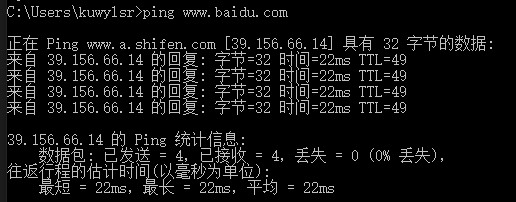 C:\Users\kuwylsr>ping www.baidu.com
正在 Ping www.a.shifen.com [39.156.66.14] 具有 32 字节的数据:
来自 39.156.66.14 的回复: 字节=32 时间=22ms TTL=49
来自 39.156.66.14 的回复: 字节=32 时间=22ms TTL=49
来自 39.156.66.14 的回复: 字节=32 时间=22ms TTL=49
来自 39.156.66.14 的回复: 字节=32 时间=22ms TTL=49
39.156.66.14 的 Ping 统计信息:
数据包: 已发送 = 4，已接收 = 4，丢失 = 0 (0% 丢失)，
往返行程的估计时间(以毫秒为单位):
最短 = 22ms，最长 = 22ms，平均 = 22ms